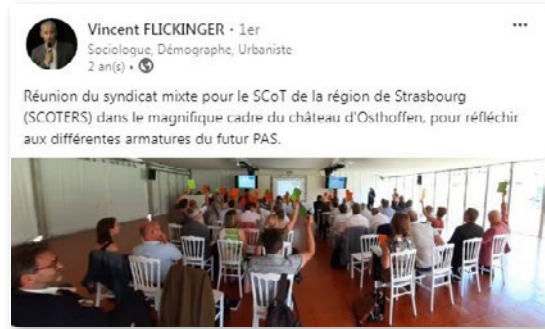 Vincent FLICKINGER · 1er
Sociologue, Démographe, Urbaniste
2 an(s) ·
Réunion du syndicat mixte pour le SCoT de la région de Strasbourg
(SCOTERS) dans le magnifique cadre du château d'Osthoffen, pour réfléchir
aux différentes armatures du futur PAS.